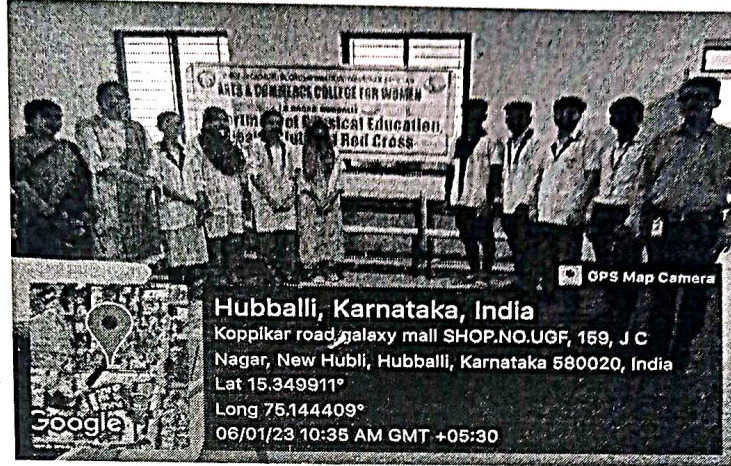 ARTS & COMMERCE COLLEGE FOR WOMEN
Education,
Red Cross
GPS Map Camera
Hubballi, Karnataka, India
Koppikar road,galaxy mall SHOP.NO.UGF, 159, J C
Nagar, New Hubli, Hubballi, Karnataka 580020, India
Lat 15.349911°
Long 75.144409°
06/01/23 10:35 AM GMT +05:30
Google